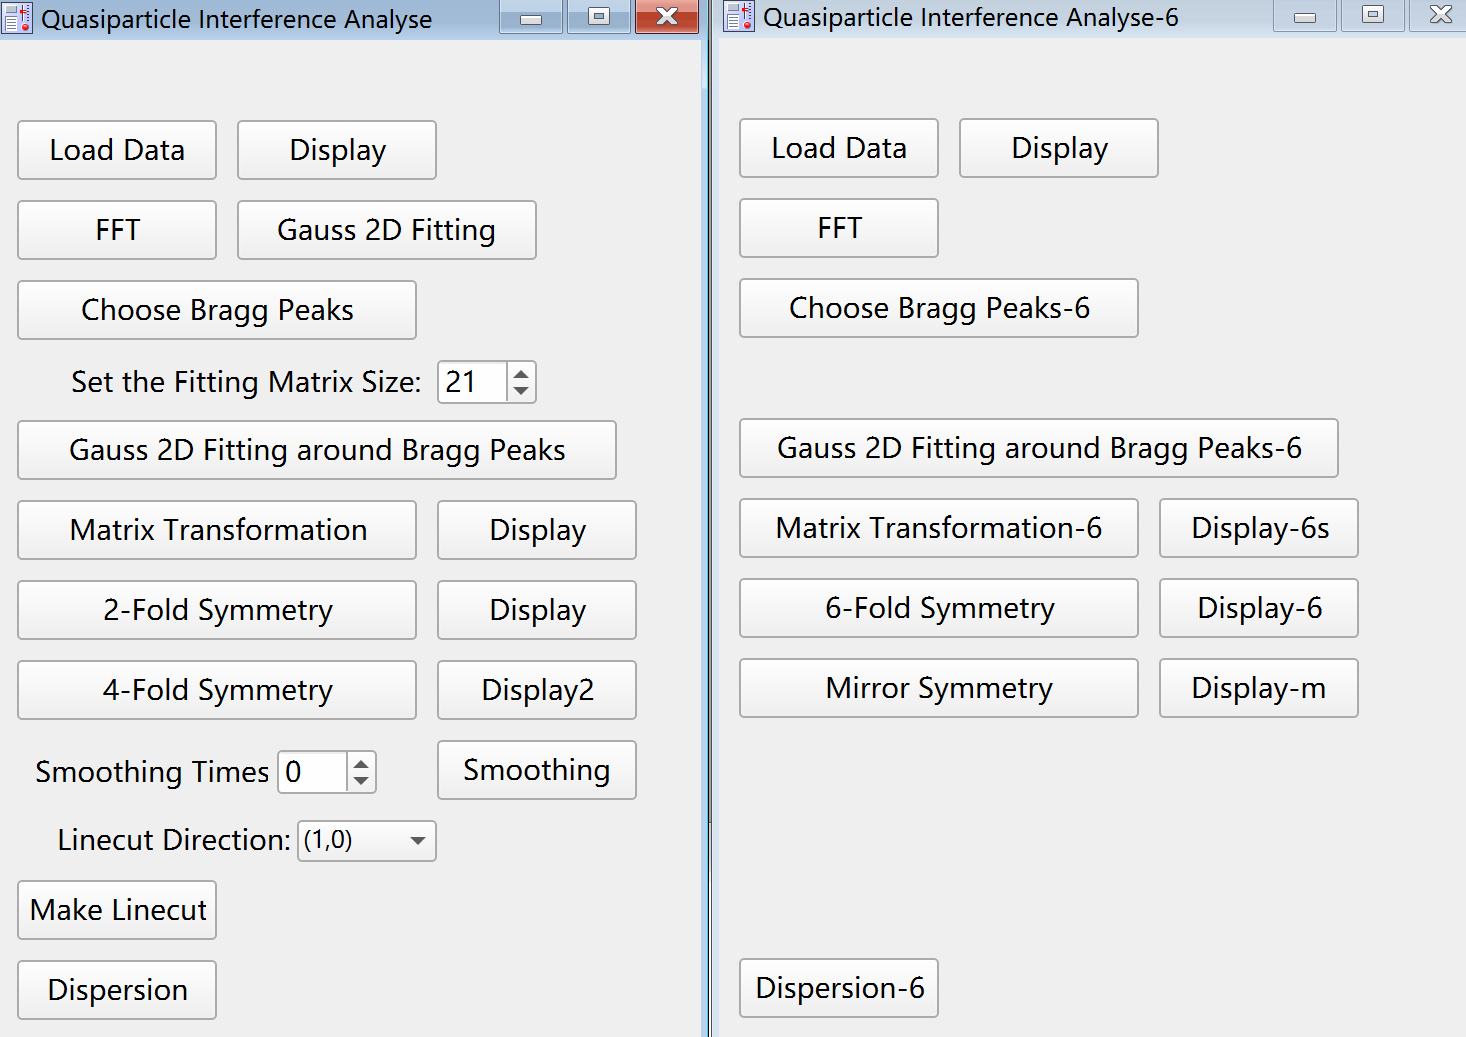 Quasiparticle Interference Analyse
Load Data
Display
FFT
Gauss 2D Fitting
Choose Bragg Peaks
Set the Fitting Matrix Size:
21
Gauss 2D Fitting around Bragg Peaks
Matrix Transformation
Display
2-Fold Symmetry
Display
4-Fold Symmetry
Display2
Smoothing Times
0
Smoothing
Linecut Direction:
(1,0)
Make Linecut
Dispersion
Quasiparticle Interference Analyse-6
Load Data
Display
FFT
Choose Bragg Peaks-6
Gauss 2D Fitting around Bragg Peaks-6
Matrix Transformation-6
Display-6s
6-Fold Symmetry
Display-6
Mirror Symmetry
Display-m
Dispersion-6